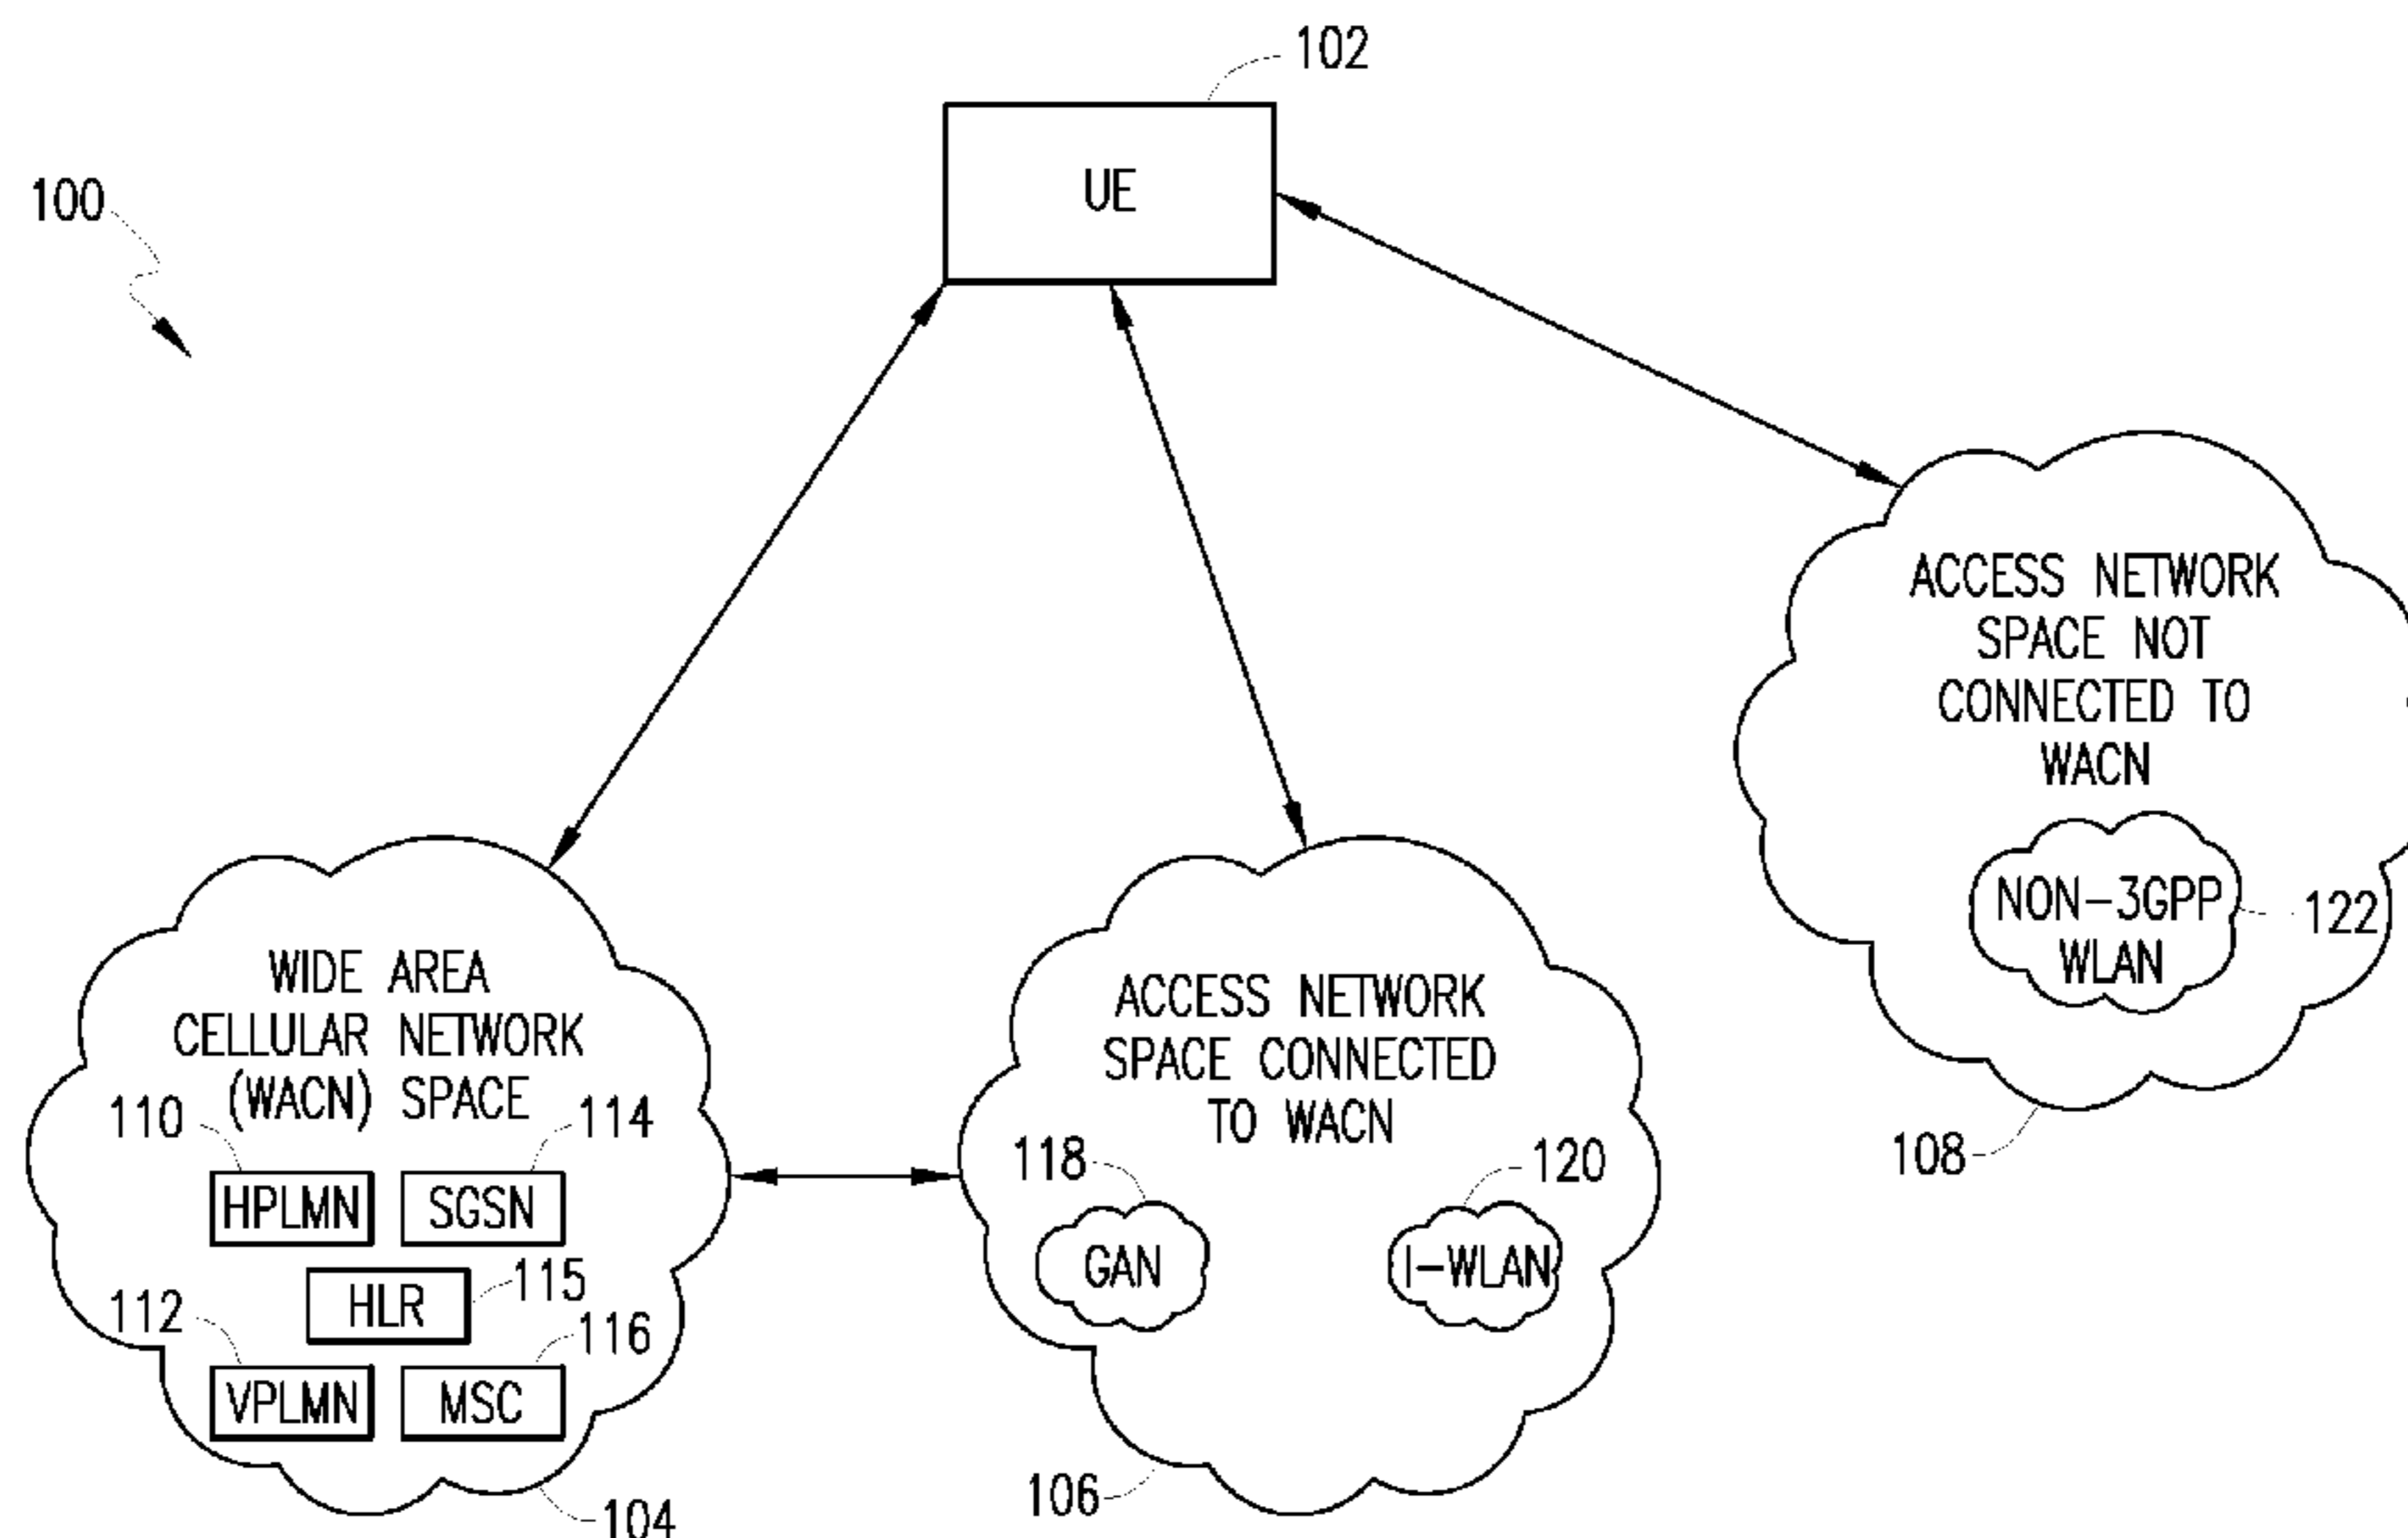 102
100
UE
ACCESS NETWORK
SPACE NOT
CONNECTED TO
WACN
NON-3GPP
WLAN
122
108
WIDE AREA
CELLULAR NETWORK
(WACN) SPACE
110
114
HPLMN
SGSN
HLR
115
112
116
VPLMN
MSC
104
ACCESS NETWORK
SPACE CONNECTED
TO WACN
118
120
GAN
I-WLAN
106